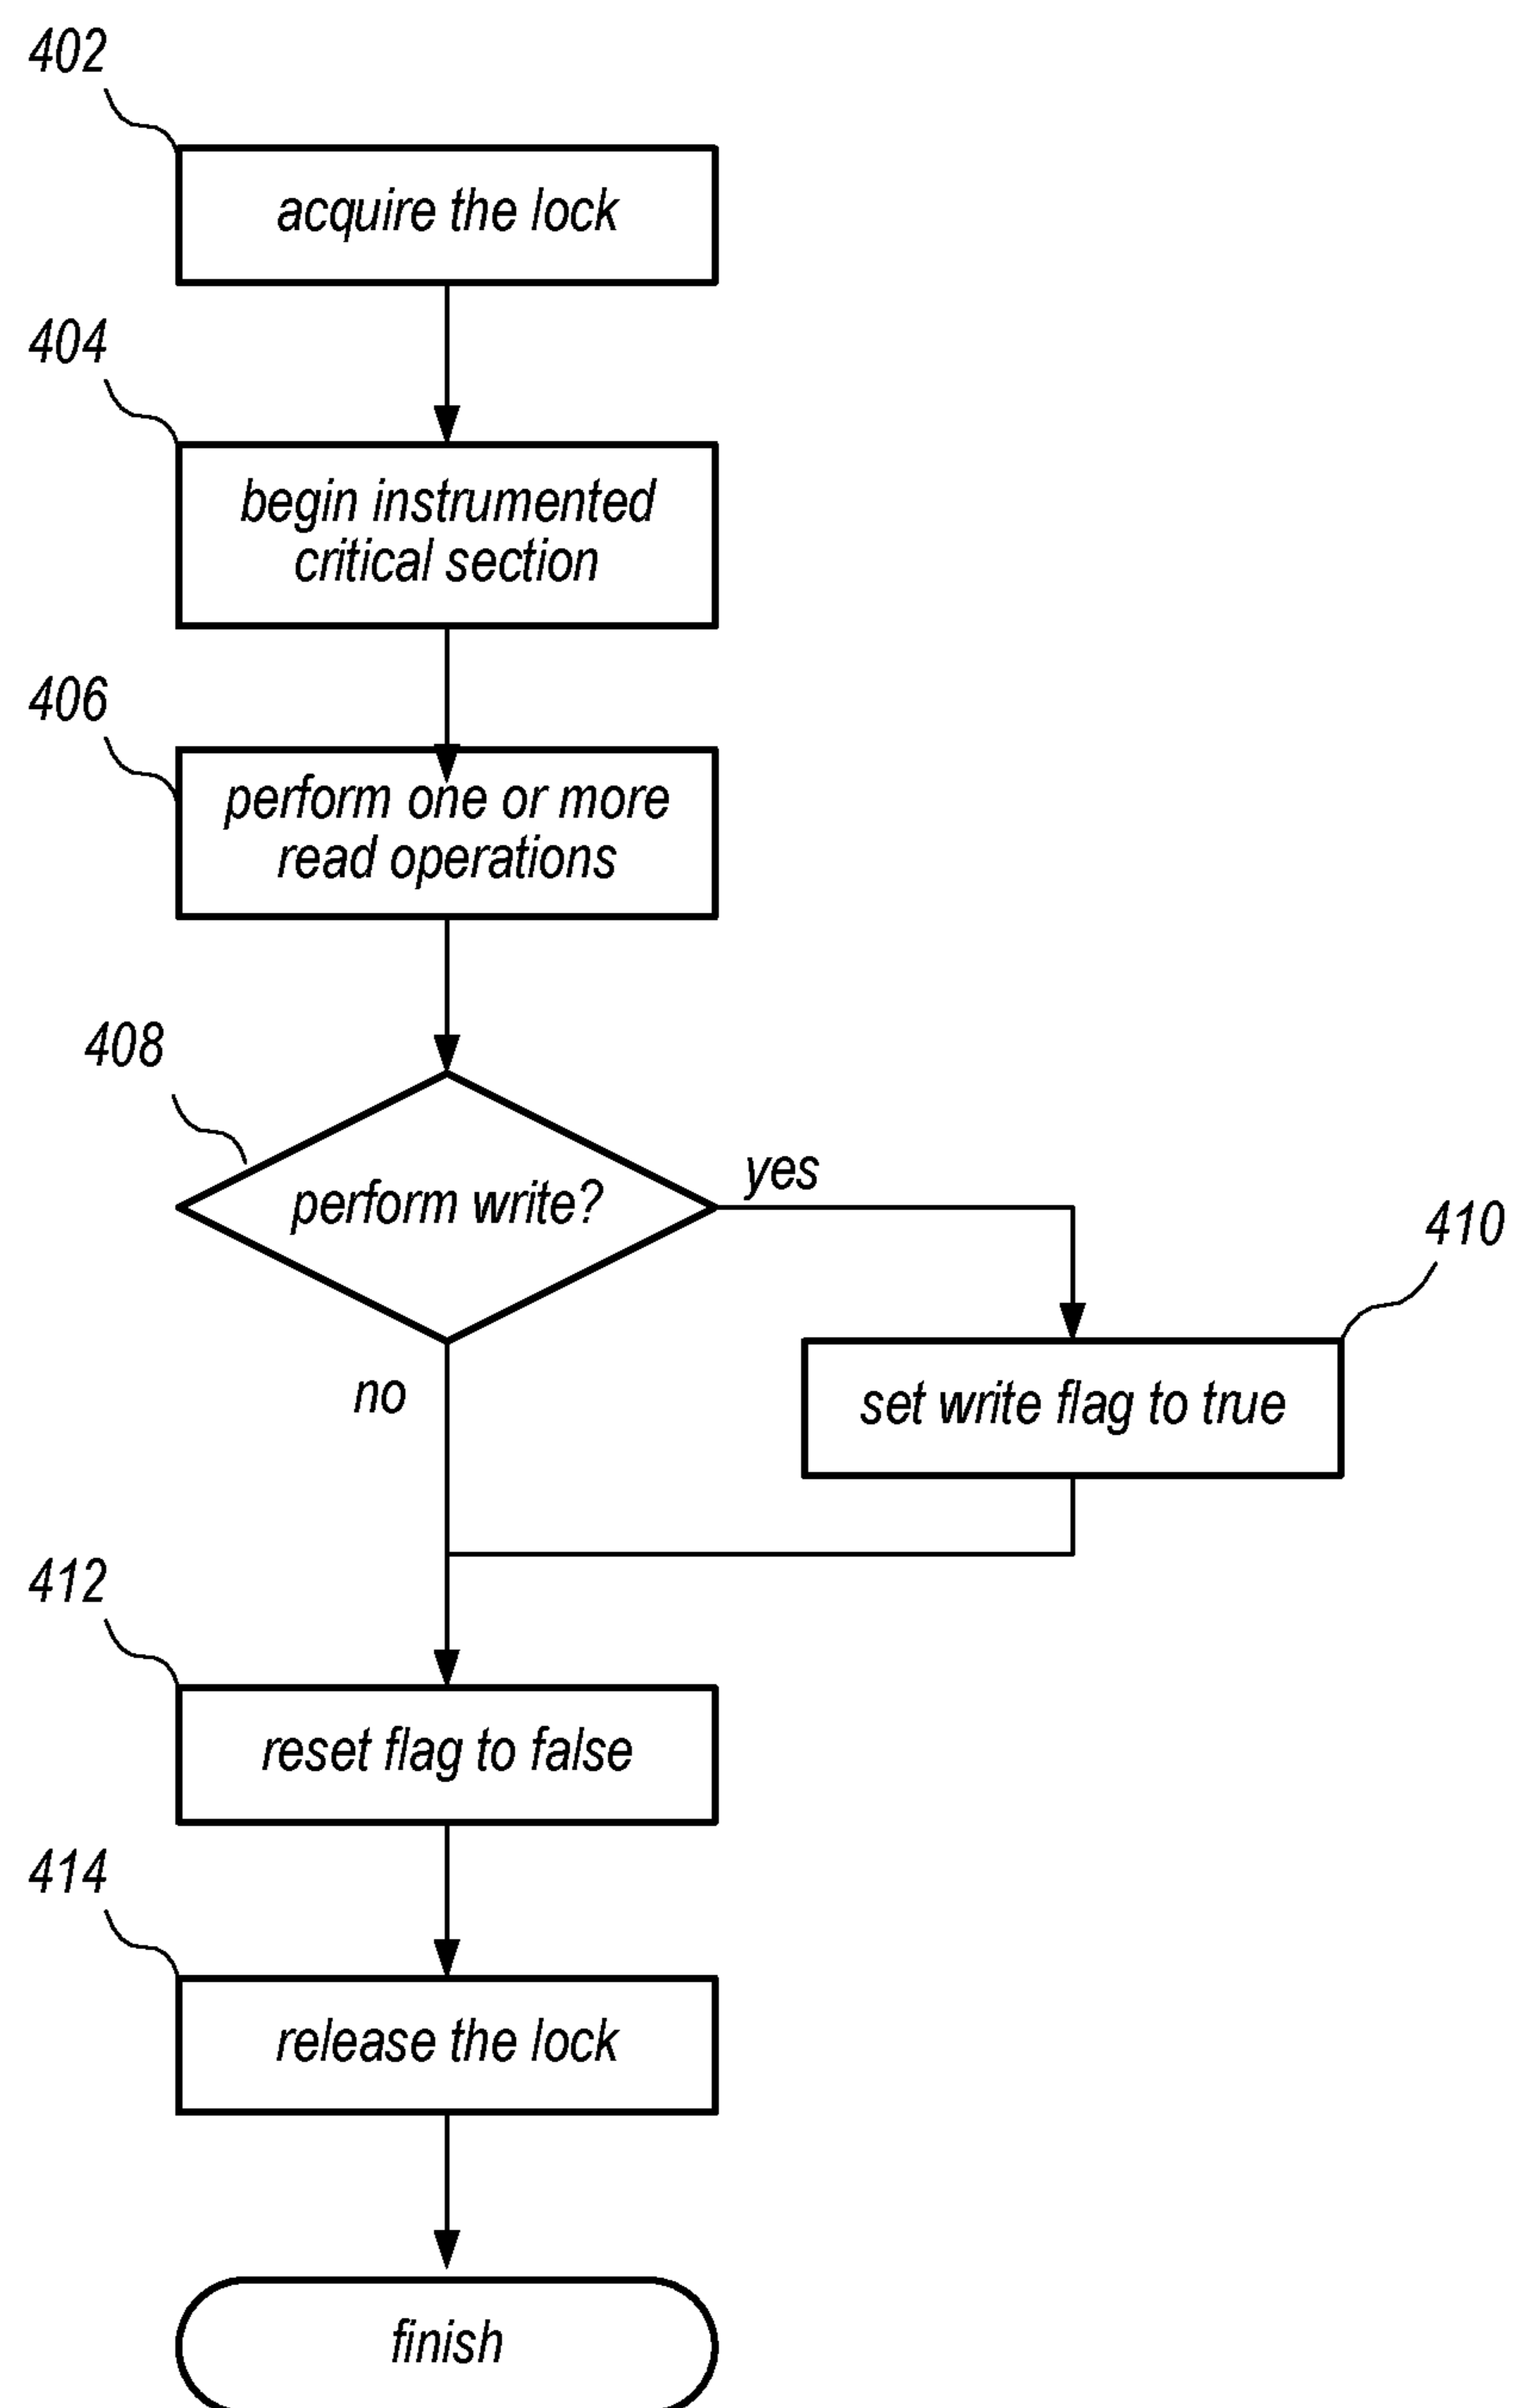 402
acquire the lock
404
begin instrumented
critical section
406
perform one or more
read operations
408
perform write?
yes
410
no
set write flag to true
412
reset flag to false
414
release the lock
finish